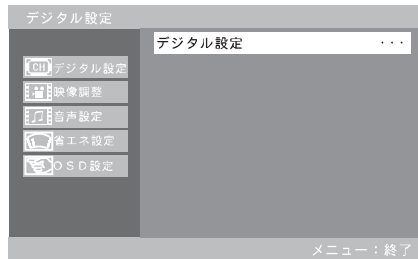 デジタル設定
デジタル設定 ･･･
CH デジタル設定
映像調整
音声設定
省エネ設定
OSD設定
メニュー：終了